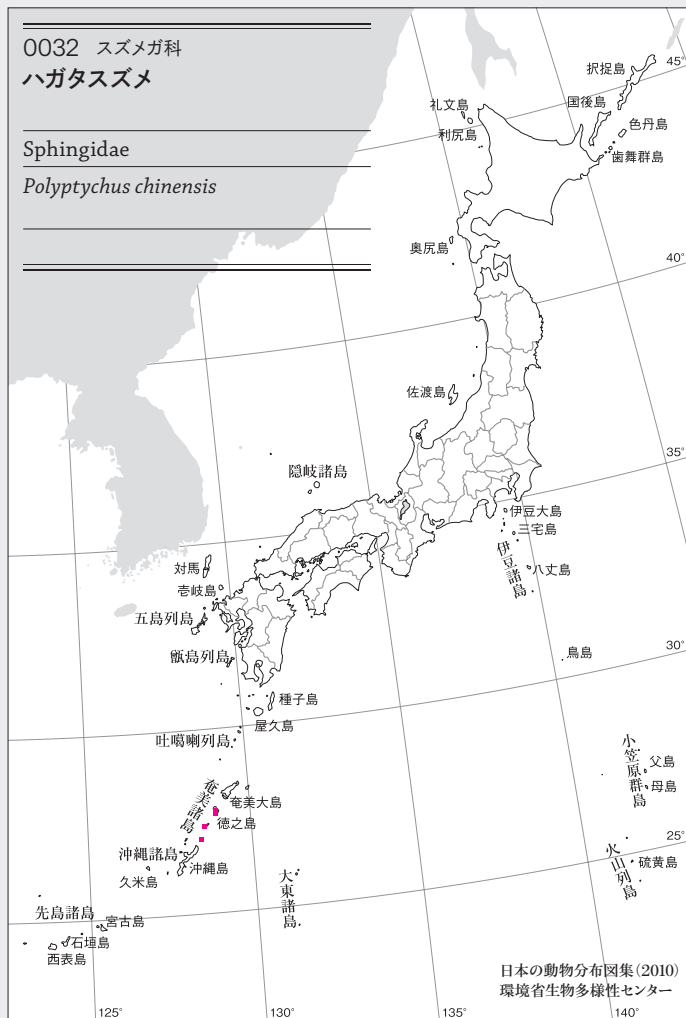 0032 スズメガ科
ハガタスズメ
Sphingidae
Polyptychus chinensis
択捉島
45°
礼文島
国後島
色丹島
利尻島
歯舞群島
奥尻島
40°
佐渡島
35°
隠岐諸島
伊豆大島
三宅島
伊豆諸島
八丈島
対馬
壱岐島
五島列島
甑島列島
鳥島
30°
種子島
屋久島
吐噶喇列島
小笠原群島
父島
母島
奄美諸島
奄美大島
徳之島
25°
沖縄諸島
沖縄島
久米島
火山列島
硫黄島
大東諸島
先島諸島
宮古島
石垣島
西表島
日本の動物分布図集(2010)
環境省生物多様性センター
125°
130°
135°
140°